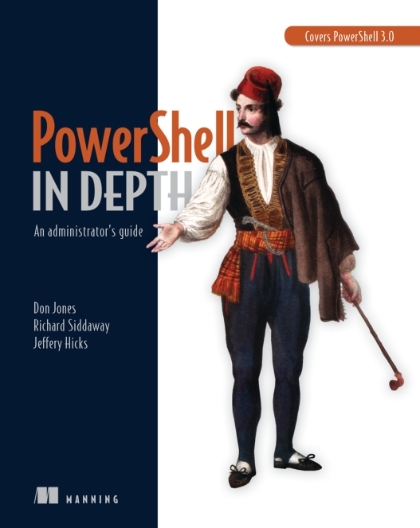 Covers PowerShell 3.0
PowerShell
IN DEPTH
An administrator's guide
Don Jones
Richard Siddaway
Jeffery Hicks
MANNING